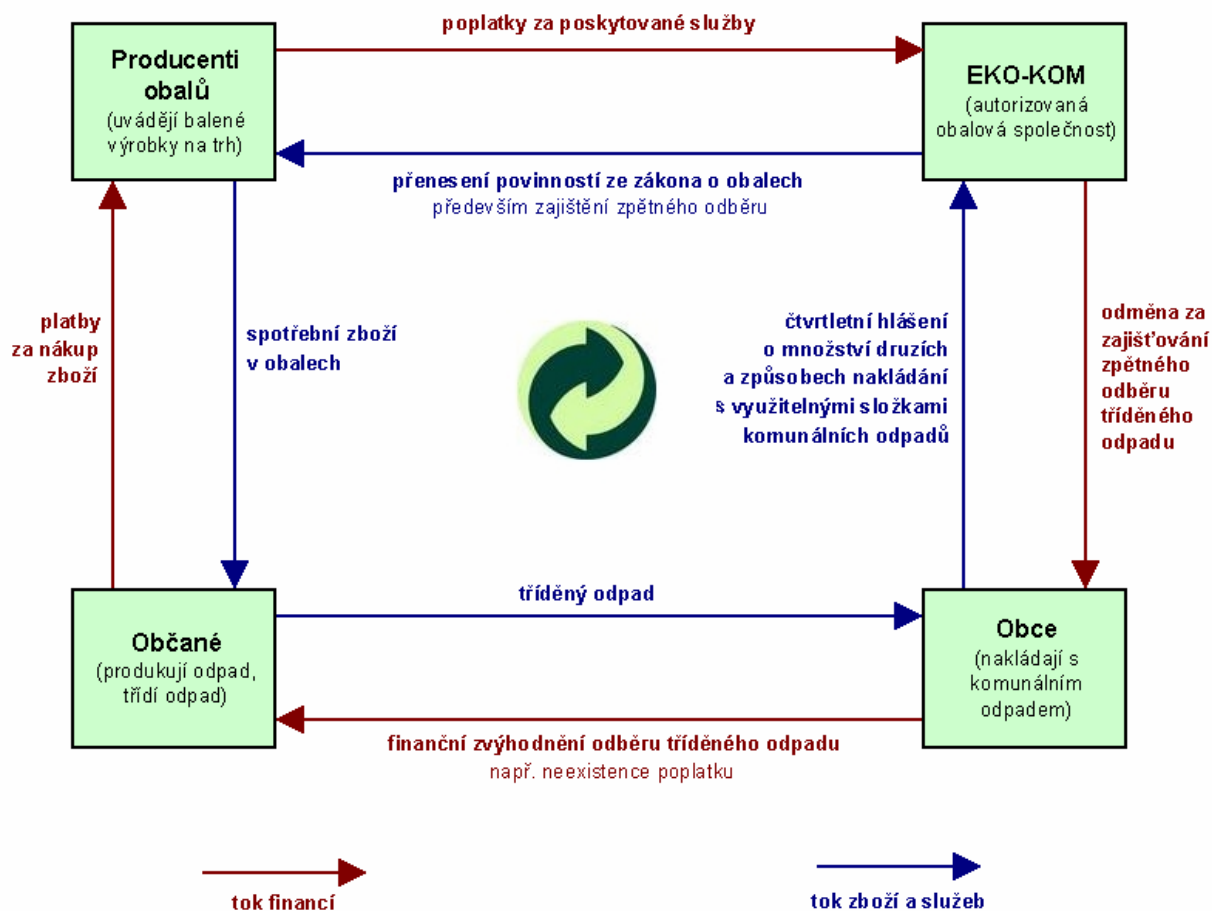 poplatky za poskytované služby
Producenti
obalů
(uvádějí balené
výrobky na trh)
EKO-KOM
(autorizovaná
obalová společnost)
přenesení povinností ze zákona o obalech
především zajištění zpětného odběru
platby
za nákup
zboží
spotřební zboží
v obalech
čtvrtletní hlášení
o množství druzích
a způsobech nakládání
s využitelnými složkami
komunálních odpadů
odměna za
zajišťování
zpětného
odběru
tříděného
odpadu
tříděný odpad
Občané
(produkují odpad,
třídí odpad)
Obce
(nakládají s
komunálním
odpadem)
finanční zvýhodnění odběru tříděného odpadu
např. neexistence poplatku
tok financí
tok zboží a služeb